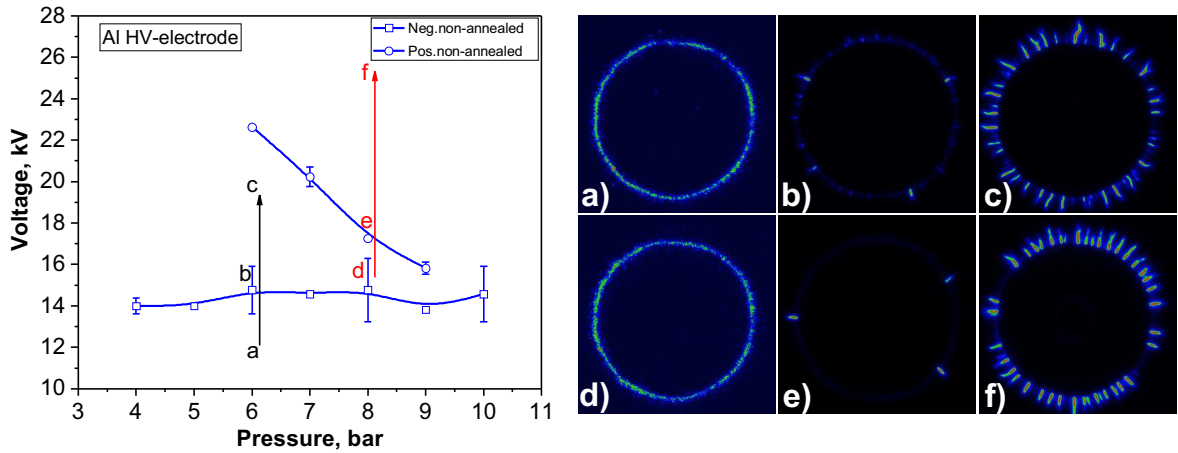 Al HV-electrode
Neg.non-annealed
Pos.non-annealed
Voltage, kV
28
26
24
22
20
18
16
14
12
10
f
c
e
b
d
a
3 4 5 6 7 8 9 10 11
Pressure, bar
a) b) c)
d) e) f)